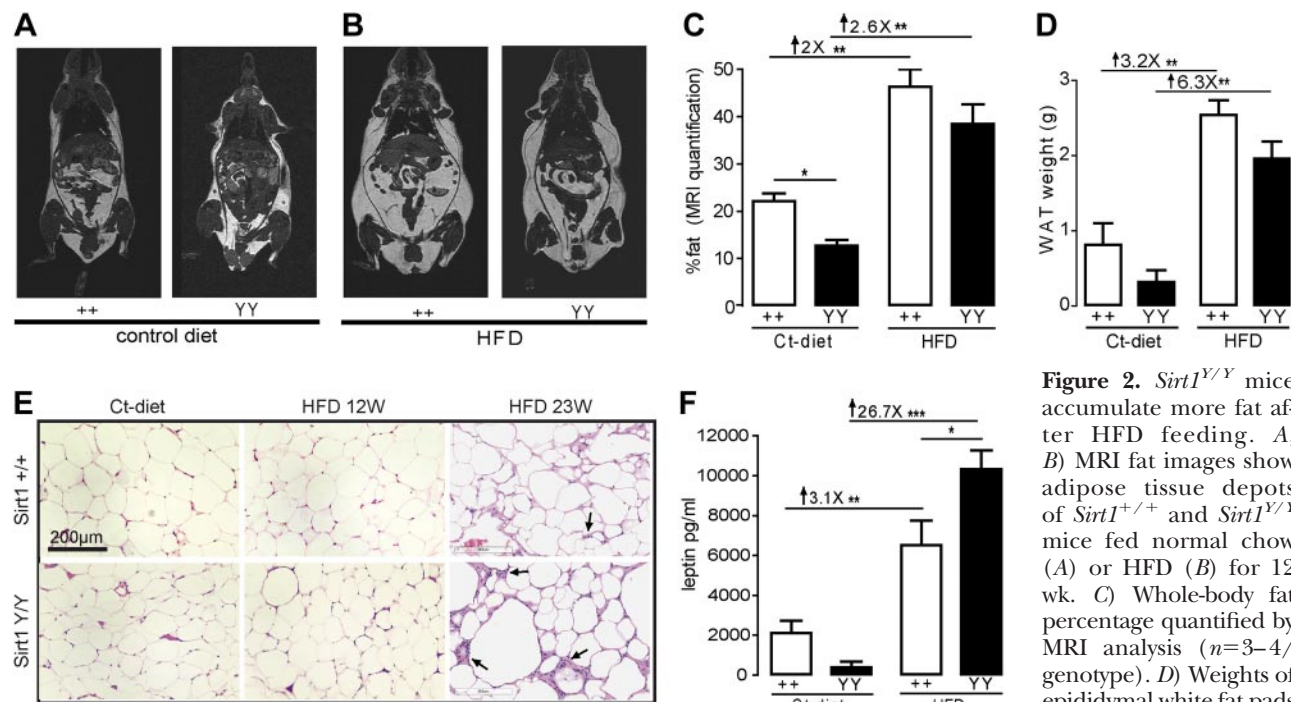 A
B
++
YY
control diet
++
YY
HFD
C
↑2.6X **
↑2X **
*
%fat (MRI quantification)
50
40
30
20
10
0
++
YY
++
YY
Ct-diet
HFD
D
↑3.2X **
↑6.3X**
WAT weight (g)
3
2
1
0
++
YY
++
YY
Ct-diet
HFD
E
Ct-diet
HFD 12W
HFD 23W
Sirt1 +/+
200µm
Sirt1 Y/Y
F
↑26.7X ***
*
↑3.1X **
leptin pg/ml
12000
10000
8000
6000
4000
2000
0
++
YY
++
YY
Figure 2. Sirt1Y/Y mice
accumulate more fat af-
ter HFD feeding. A,
B) MRI fat images show
adipose tissue depots
of Sirt1+/+ and Sirt1Y/Y
mice fed normal chow
(A) or HFD (B) for 12
wk. C) Whole-body fat
percentage quantified by
MRI analysis (n=3–4/
genotype). D) Weights of
epididymal white fat pads